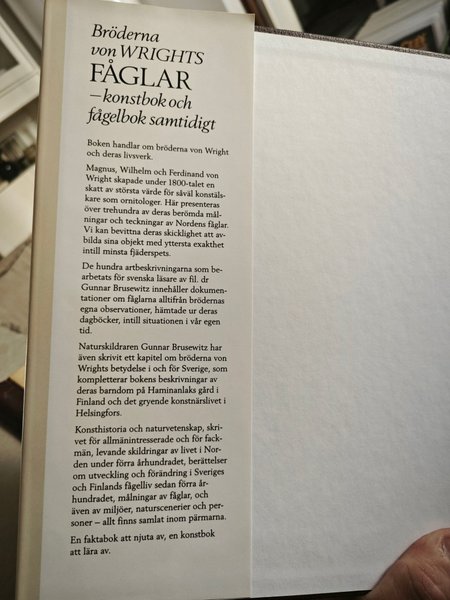 Bröderna
von WRIGHTS
FÅGLAR
– konstbok och
fågelbok samtidigt
Boken handlar om bröderna von Wright
och deras livsverk.
Magnus, Wilhelm och Ferdinand von
Wright skapade under 1800-talet en
skatt av största värde för såväl konstäls-
kare som ornitologer. Här presenteras
över trehundra av deras berömda mål-
ningar och teckningar av Nordens fåglar.
Vi kan bevittna deras skicklighet att av-
bilda sina objekt med yttersta exakthet
intill minsta fjäderspets.
De hundra artbeskrivningarna som be-
arbetats för svenska läsare av fil. dr
Gunnar Brusewitz innehåller dokumen-
tationer om fåglarna alltifrån brödernas
egna observationer, hämtade ur deras
dagböcker, intill situationen i vår egen
tid.
Naturskildraren Gunnar Brusewitz har
även skrivit ett kapitel om bröderna von
Wrights betydelse i och för Sverige, som
kompletterar bokens beskrivningar av
deras barndom på Haminanlaks gård i
Finland och det gryende konstnärslivet i
Helsingfors.
Konsthistoria och naturvetenskap, skri-
vet för allmänintresserade och för fack-
män, levande skildringar av livet i Nor-
den under förra århundradet, berättelser
om utveckling och förändring i Sveriges
och Finlands fågelliv sedan förra år-
hundradet, målningar av fåglar, och
även av miljöer, naturscenerier och per-
soner – allt finns samlat inom pärmarna.
En faktabok att njuta av, en konstbok
att lära av.